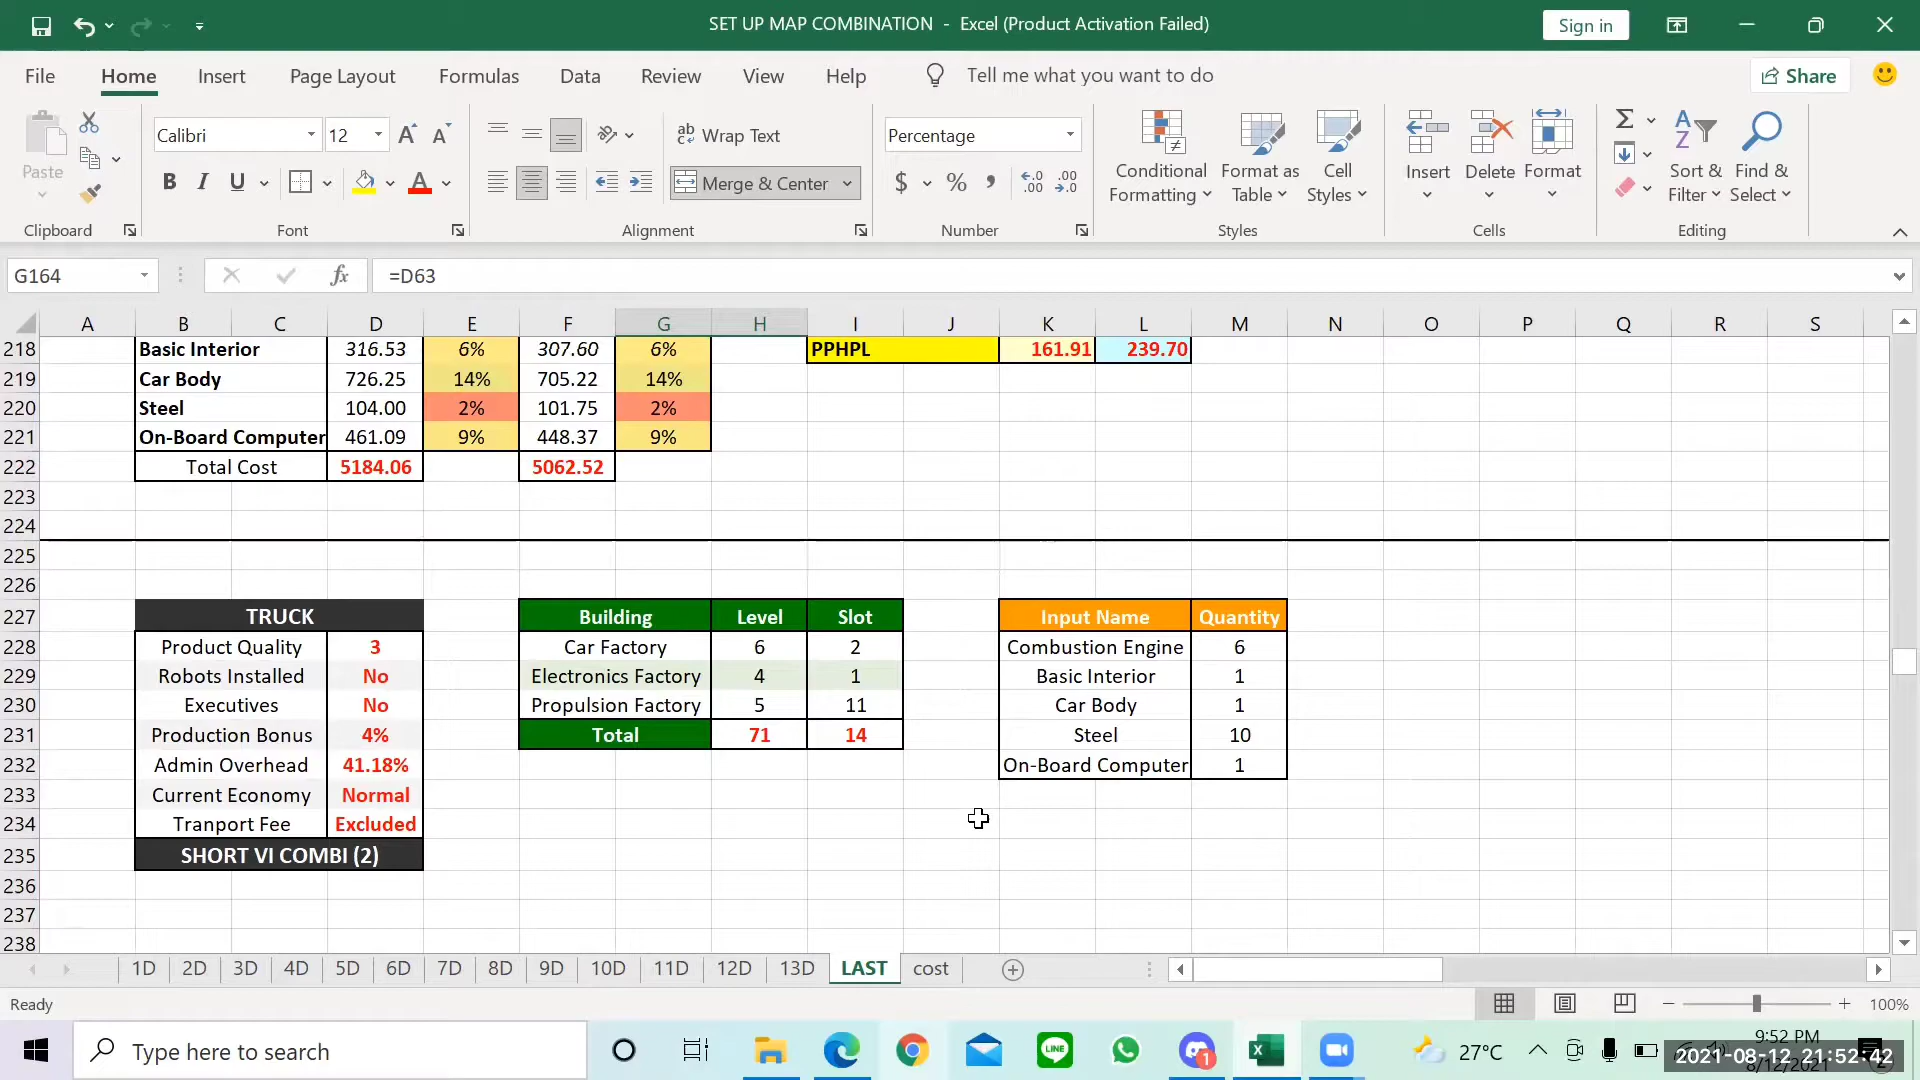 SET UP MAP COMBINATION - Excel (Product Activation Failed)
Sign in
File Home Insert Page Layout Formulas Data Review View Help Tell me what you want to do
Share
Paste
Clipboard
Calibri 12
B I U
Font
ab Wrap Text
Merge & Center
Alignment
Percentage
$ % ,
Number
Conditional Formatting
Format as Table
Cell Styles
Styles
Insert Delete Format
Cells
Sort & Filter
Find & Select
Editing
G164 fx =D63
A B C D E F G H I J K L M N O P Q R S
218 Basic Interior 316.53 6% 307.60 6% PPHPL 161.91 239.70
219 Car Body 726.25 14% 705.22 14%
220 Steel 104.00 2% 101.75 2%
221 On-Board Computer 461.09 9% 448.37 9%
222 Total Cost 5184.06 5062.52
223
224
225
226
227 TRUCK Building Level Slot Input Name Quantity
228 Product Quality 3 Car Factory 6 2 Combustion Engine 6
229 Robots Installed No Electronics Factory 4 1 Basic Interior 1
230 Executives No Propulsion Factory 5 11 Car Body 1
231 Production Bonus 4% Total 71 14 Steel 10
232 Admin Overhead 41.18% On-Board Computer 1
233 Current Economy Normal
234 Tranport Fee Excluded
235 SHORT VI COMBI (2)
236
237
238
1D 2D 3D 4D 5D 6D 7D 8D 9D 10D 11D 12D 13D LAST cost
Ready 100%
Type here to search
LINE
1
27°C
9:52 PM
2021-08-12 21:52:42